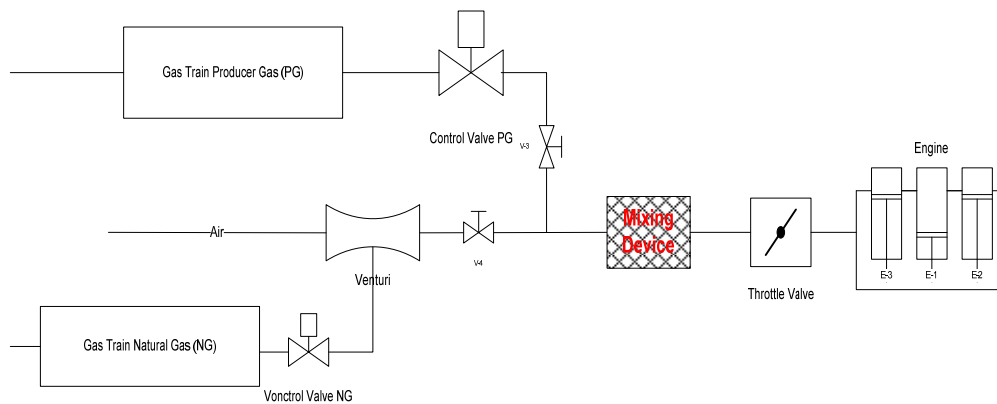 Gas Train Producer Gas (PG)
Control Valve PG
V-3
Engine
Air
Mixing
Device
Venturi
V-4
E-3
E-1
E-2
Throttle Valve
Gas Train Natural Gas (NG)
Vonctrol Valve NG